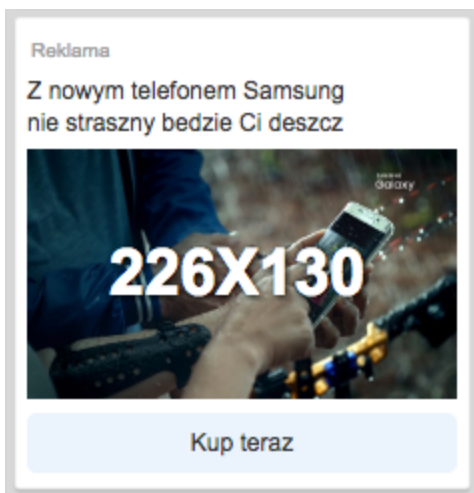 Reklama
Z nowym telefonem Samsung
nie straszny bedzie Ci deszcz
Galaxy
226X130
Kup teraz